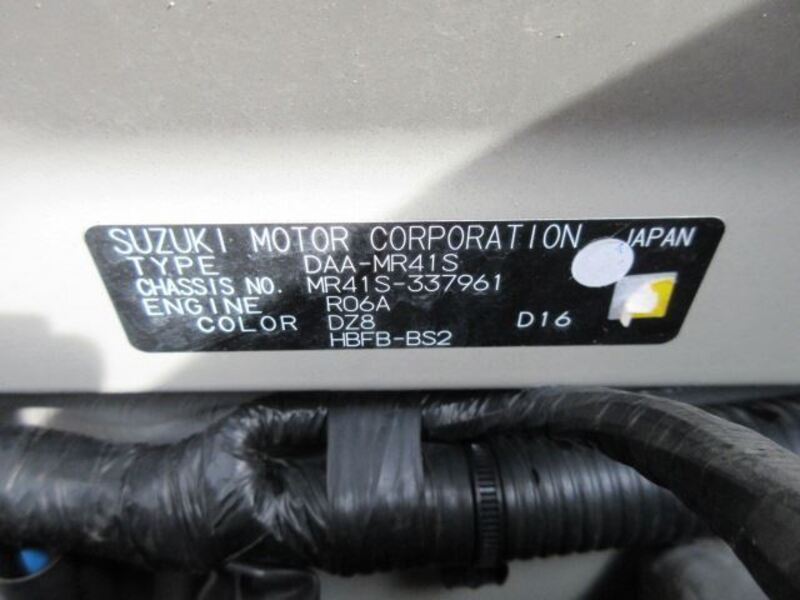 SUZUKI MOTOR CORPORATION JAPAN
TYPE DAA-MR41S
CHASSIS NO. MR41S-337961
ENGINE R06A
COLOR DZ8 D16
HBFB-BS2